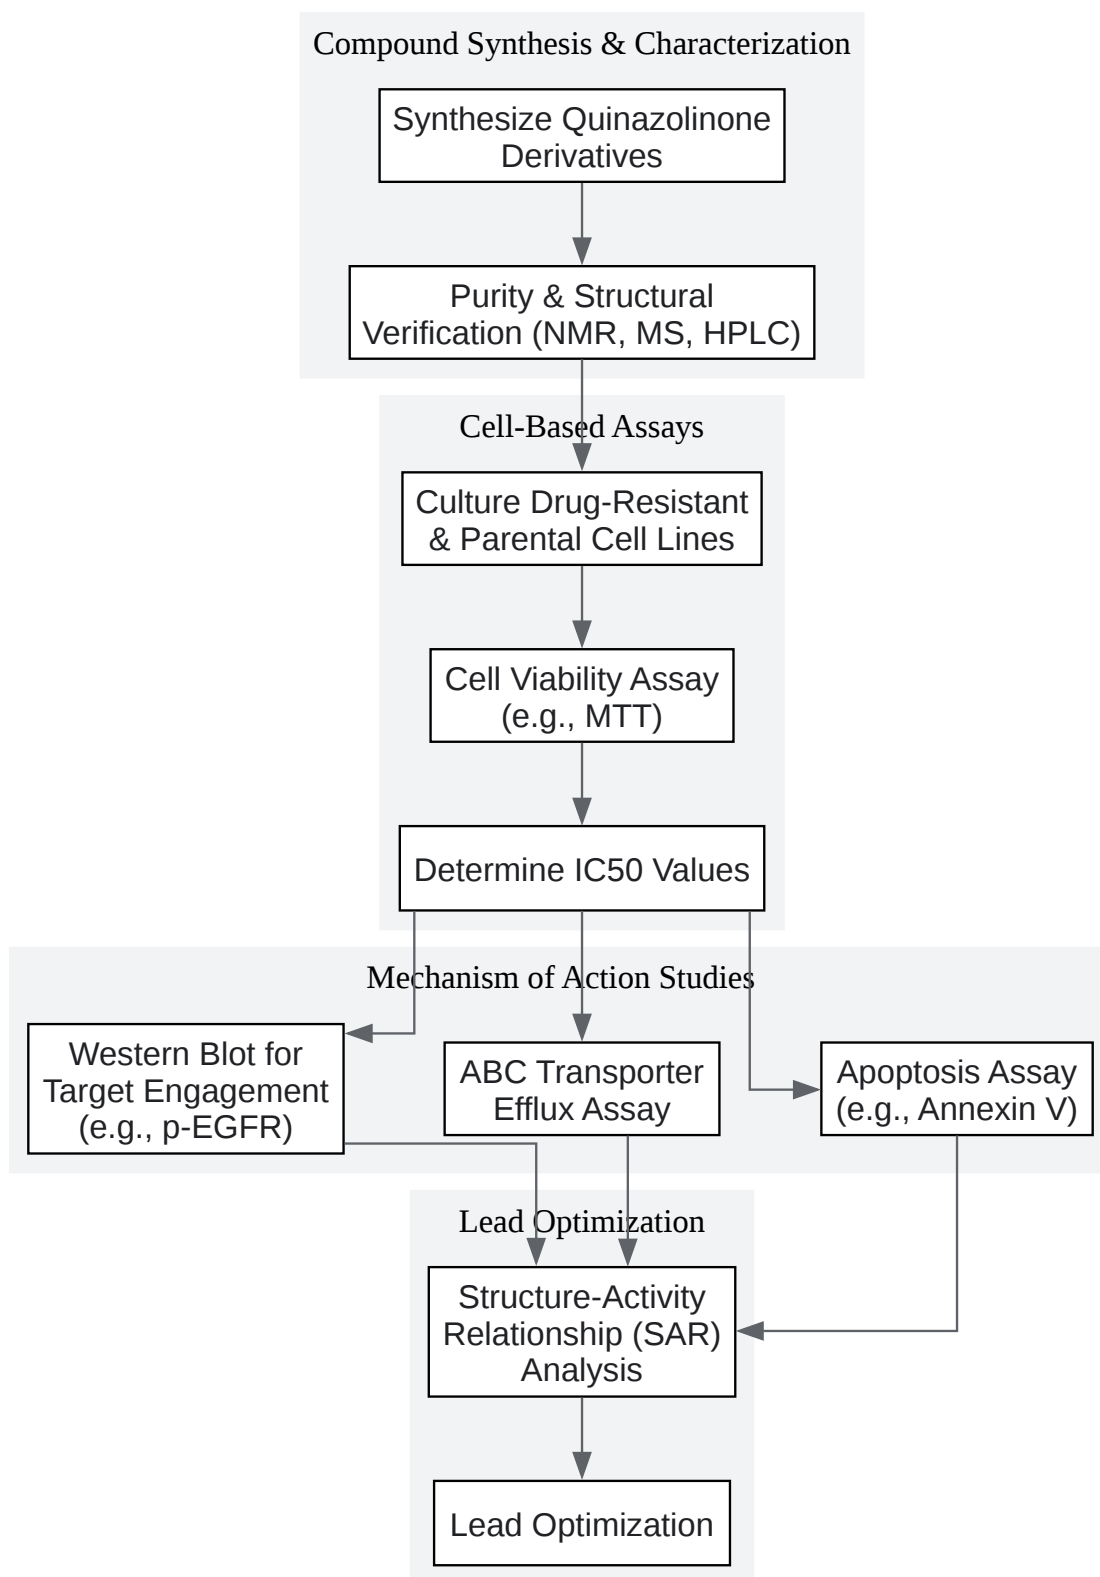 Compound Synthesis & Characterization
Synthesize Quinazolinone
Derivatives
Purity & Structural
Verification (NMR, MS, HPLC)
Cell-Based Assays
Culture Drug-Resistant
& Parental Cell Lines
Cell Viability Assay
(e.g., MTT)
Determine IC50 Values
Mechanism of Action Studies
Western Blot for
Target Engagement
(e.g., p-EGFR)
ABC Transporter
Efflux Assay
Apoptosis Assay
(e.g., Annexin V)
Lead Optimization
Structure-Activity
Relationship (SAR)
Analysis
Lead Optimization